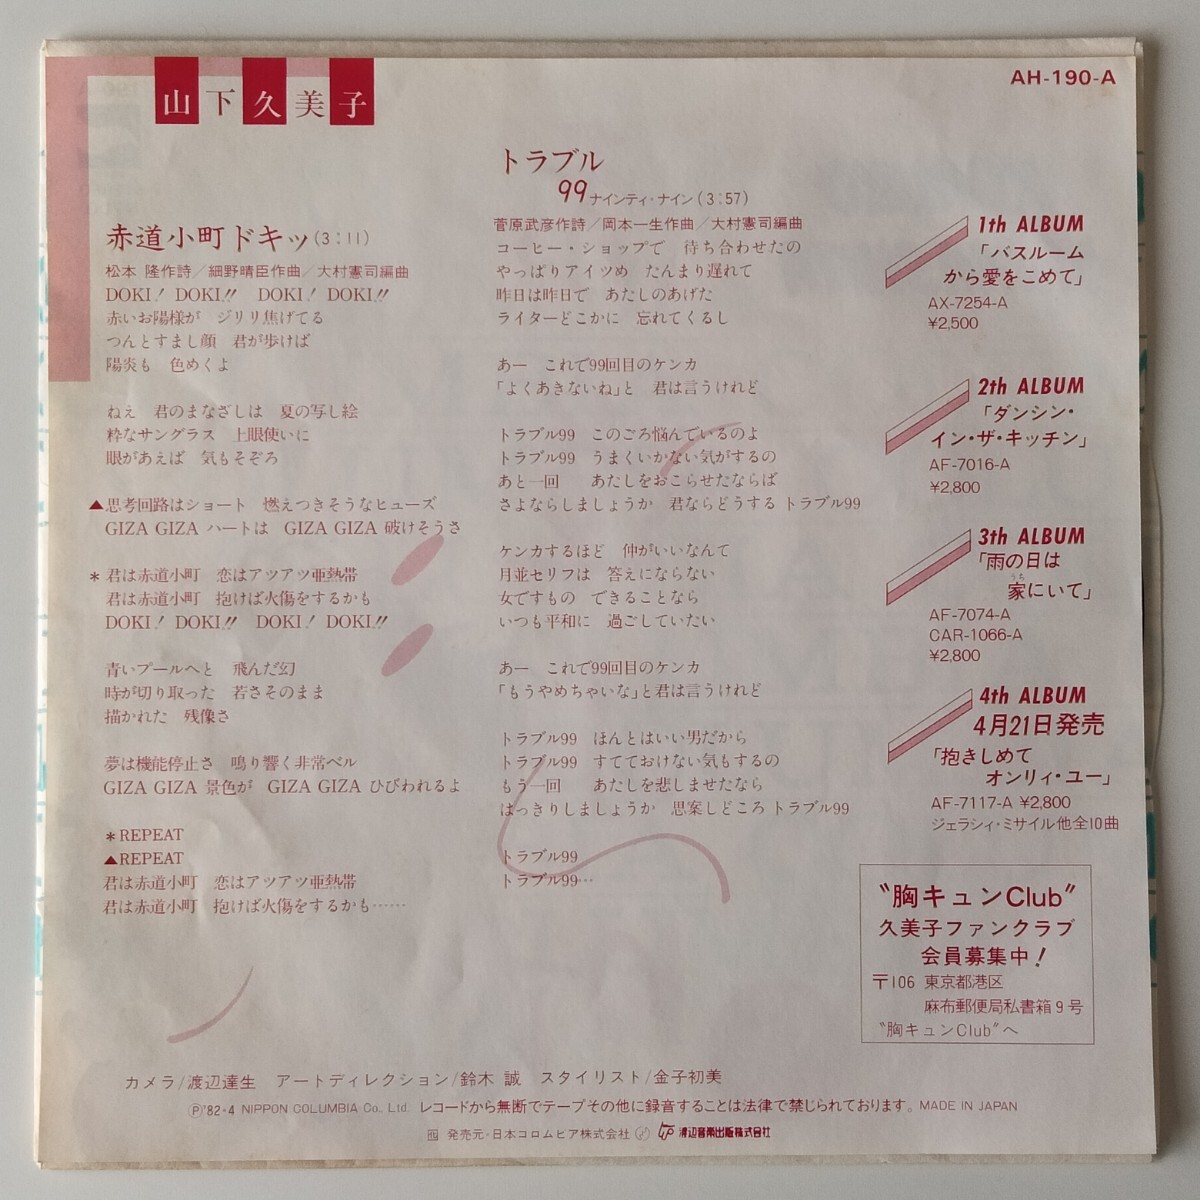 山下久美子
AH-190-A
赤道小町ドキッ(3:11)
松本 隆作詩/細野晴臣作曲/大村憲司編曲
DOKI! DOKI!! DOKI! DOKI!!
赤いお陽様が ジリリ焦げてる
つんとすまし顔 君が歩けば
陽炎も 色めくよ
ねぇ 君のまなざしは 夏の写し絵
粋なサングラス 上眼使いに
眼があえば 気もそぞろ
▲思考回路はショート 燃えつきそうなヒューズ
GIZA GIZA ハートは GIZA GIZA 破けそうさ
*君は赤道小町 恋はアツアツ亜熱帯
君は赤道小町 抱けば火傷をするかも
DOKI! DOKI!! DOKI! DOKI!!
青いプールへと 飛んだ幻
時が切り取った 若さそのまま
描かれた 残像さ
夢は機能停止さ 鳴り響く非常ベル
GIZA GIZA 景色が GIZA GIZA ひびわれるよ
*REPEAT
▲REPEAT
君は赤道小町 恋はアツアツ亜熱帯
君は赤道小町 抱けば火傷をするかも……
トラブル
99 ナインティ・ナイン(3:57)
菅原武彦作詩/岡本一生作曲/大村憲司編曲
コーヒー・ショップで 待ち合わせたの
やっぱりアイツめ たんまり遅れて
昨日は昨日で あたしのあげた
ライターどこかに 忘れてくるし
あー これで99回目のケンカ
「よくあきないね」と 君は言うけれど
トラブル99 このごろ悩んでいるのよ
トラブル99 うまくいかない気がするの
あと一回 あたしをおこらせたならば
さよならしましょうか 君ならどうする トラブル99
ケンカするほど 仲がいいなんて
月並セリフは 答えにならない
女ですもの できることなら
いつも平和に 過ごしていたい
あー これで99回目のケンカ
「もうやめちゃいな」と君は言うけれど
トラブル99 ほんとはいい男だから
トラブル99 すてておけない気もするの
もう一回 あたしを悲しませたなら
はっきりしましょうか 思案しどころ トラブル99
トラブル99
トラブル99…
1th ALBUM
「バスルーム
から愛をこめて」
AX-7254-A
¥2,500
2th ALBUM
「ダンシン・
イン・ザ・キッチン」
AF-7016-A
¥2,800
3th ALBUM
「雨の日は
うち
家にいて」
AF-7074-A
CAR-1066-A
¥2,800
4th ALBUM
4月21日発売
「抱きしめて
オンリィ・ユー」
AF-7117-A ¥2,800
ジェラシィ・ミサイル他全10曲
"胸キュンClub"
久美子ファンクラブ
会員募集中!
〒106 東京都港区
麻布郵便局私書箱9号
"胸キュンClub"へ
カメラ/渡辺達生 アートディレクション/鈴木 誠 スタイリスト/金子初美
Ⓟ'82・4 NIPPON COLUMBIA Co., Ltd. レコードから無断でテープその他に録音することは法律で禁じられております。MADE IN JAPAN
発売元・日本コロムビア株式会社 渡辺音楽出版株式会社